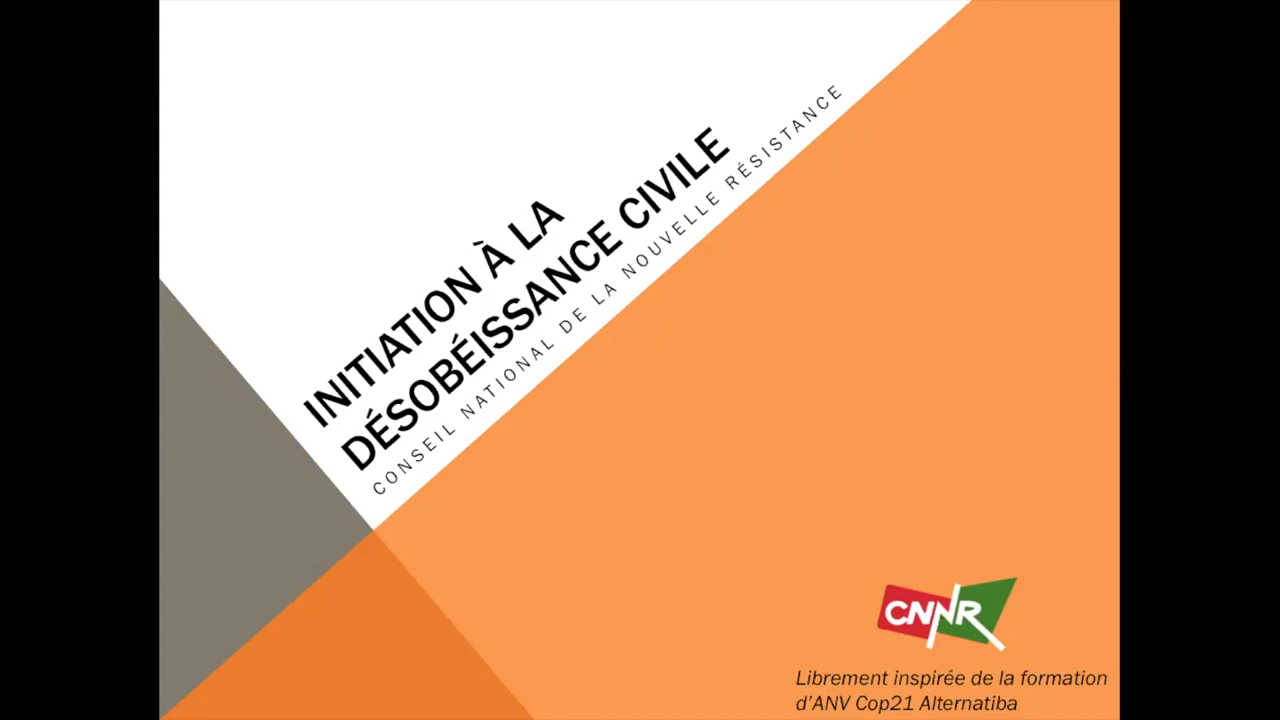 INITIATION À LA
DÉSOBÉISSANCE CIVILE
CONSEIL NATIONAL DE LA NOUVELLE RÉSISTANCE
CNNR
Librement inspirée de la formation
d'ANV Cop21 Alternatiba